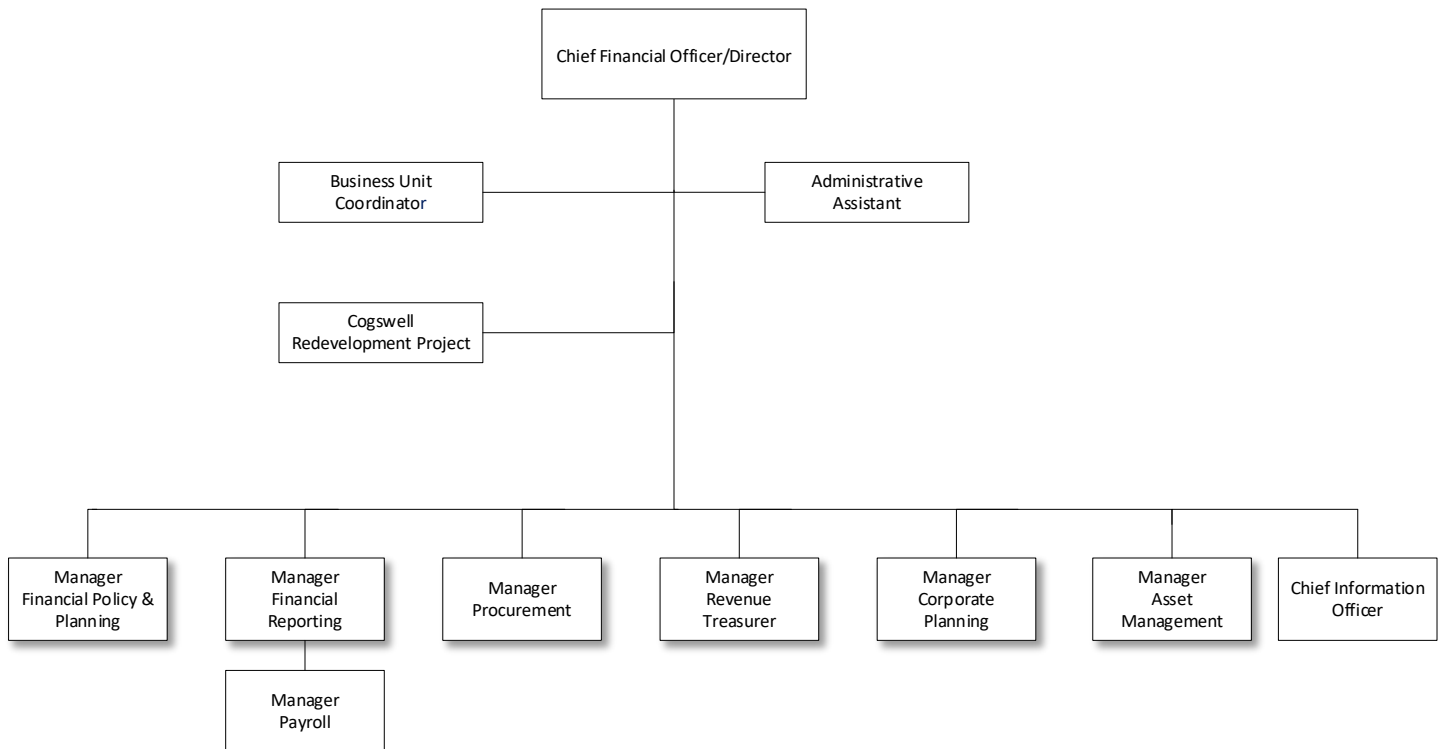 Chief Financial Officer/Director
Business Unit
Coordinator
Administrative
Assistant
Cogswell
Redevelopment Project
Manager
Financial Policy &
Planning
Manager
Financial
Reporting
Manager
Procurement
Manager
Revenue
Treasurer
Manager
Corporate
Planning
Manager
Asset
Management
Chief Information
Officer
Manager
Payroll